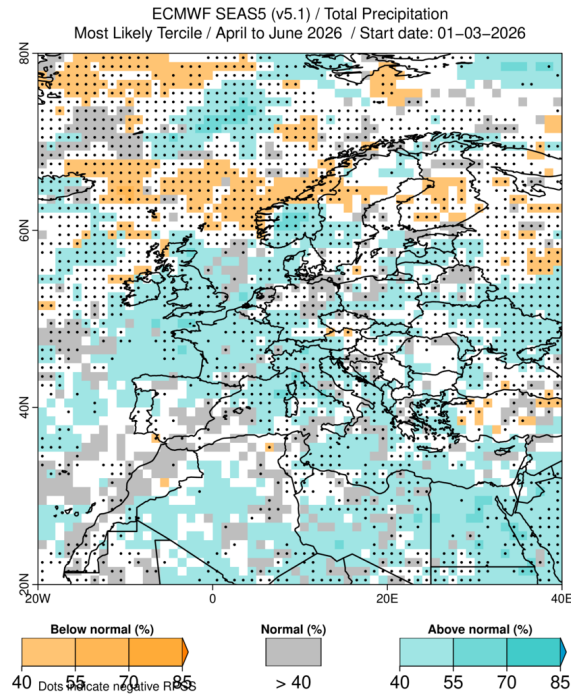 ECMWF SEAS5 (v5.1) / Total Precipitation
Most Likely Tercile / April to June 2026 / Start date: 01−03−2026
80N
60N
40N
20N
20W 0 20E 40E
Below normal (%) Normal (%) Above normal (%)
40 55 70 85 > 40 40 55 70 85
Dots indicate negative RPSS